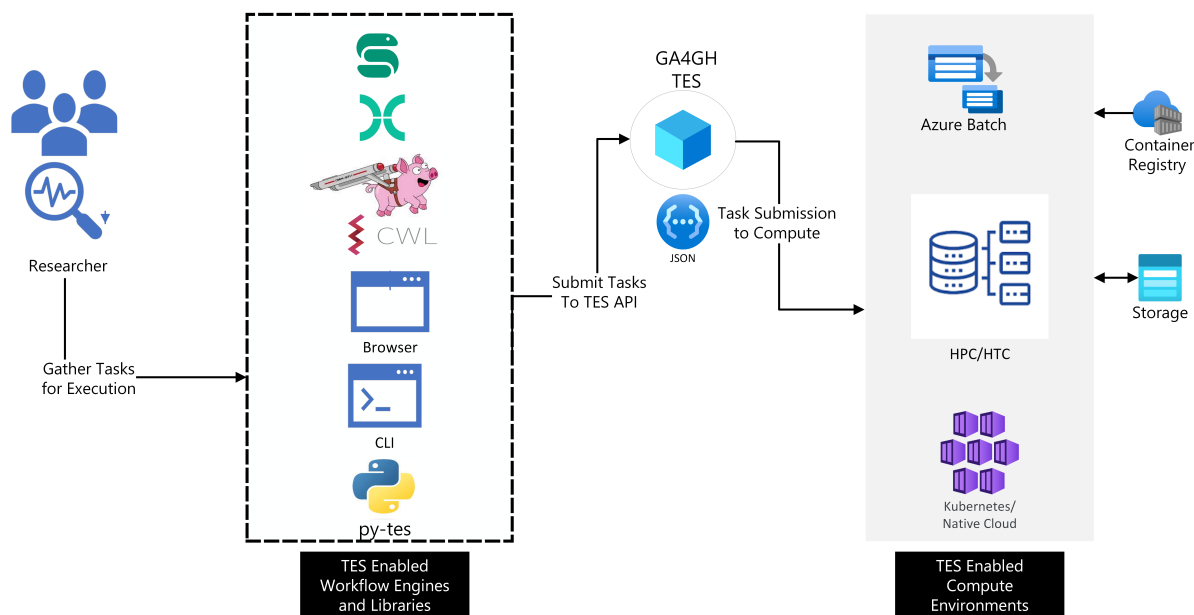 Researcher
Gather Tasks
for Execution
CWL
Browser
CLI
py-tes
TES Enabled
Workflow Engines
and Libraries
Submit Tasks
To TES API
GA4GH
TES
JSON
Task Submission
to Compute
Azure Batch
HPC/HTC
Kubernetes/
Native Cloud
TES Enabled
Compute
Environments
Container
Registry
Storage